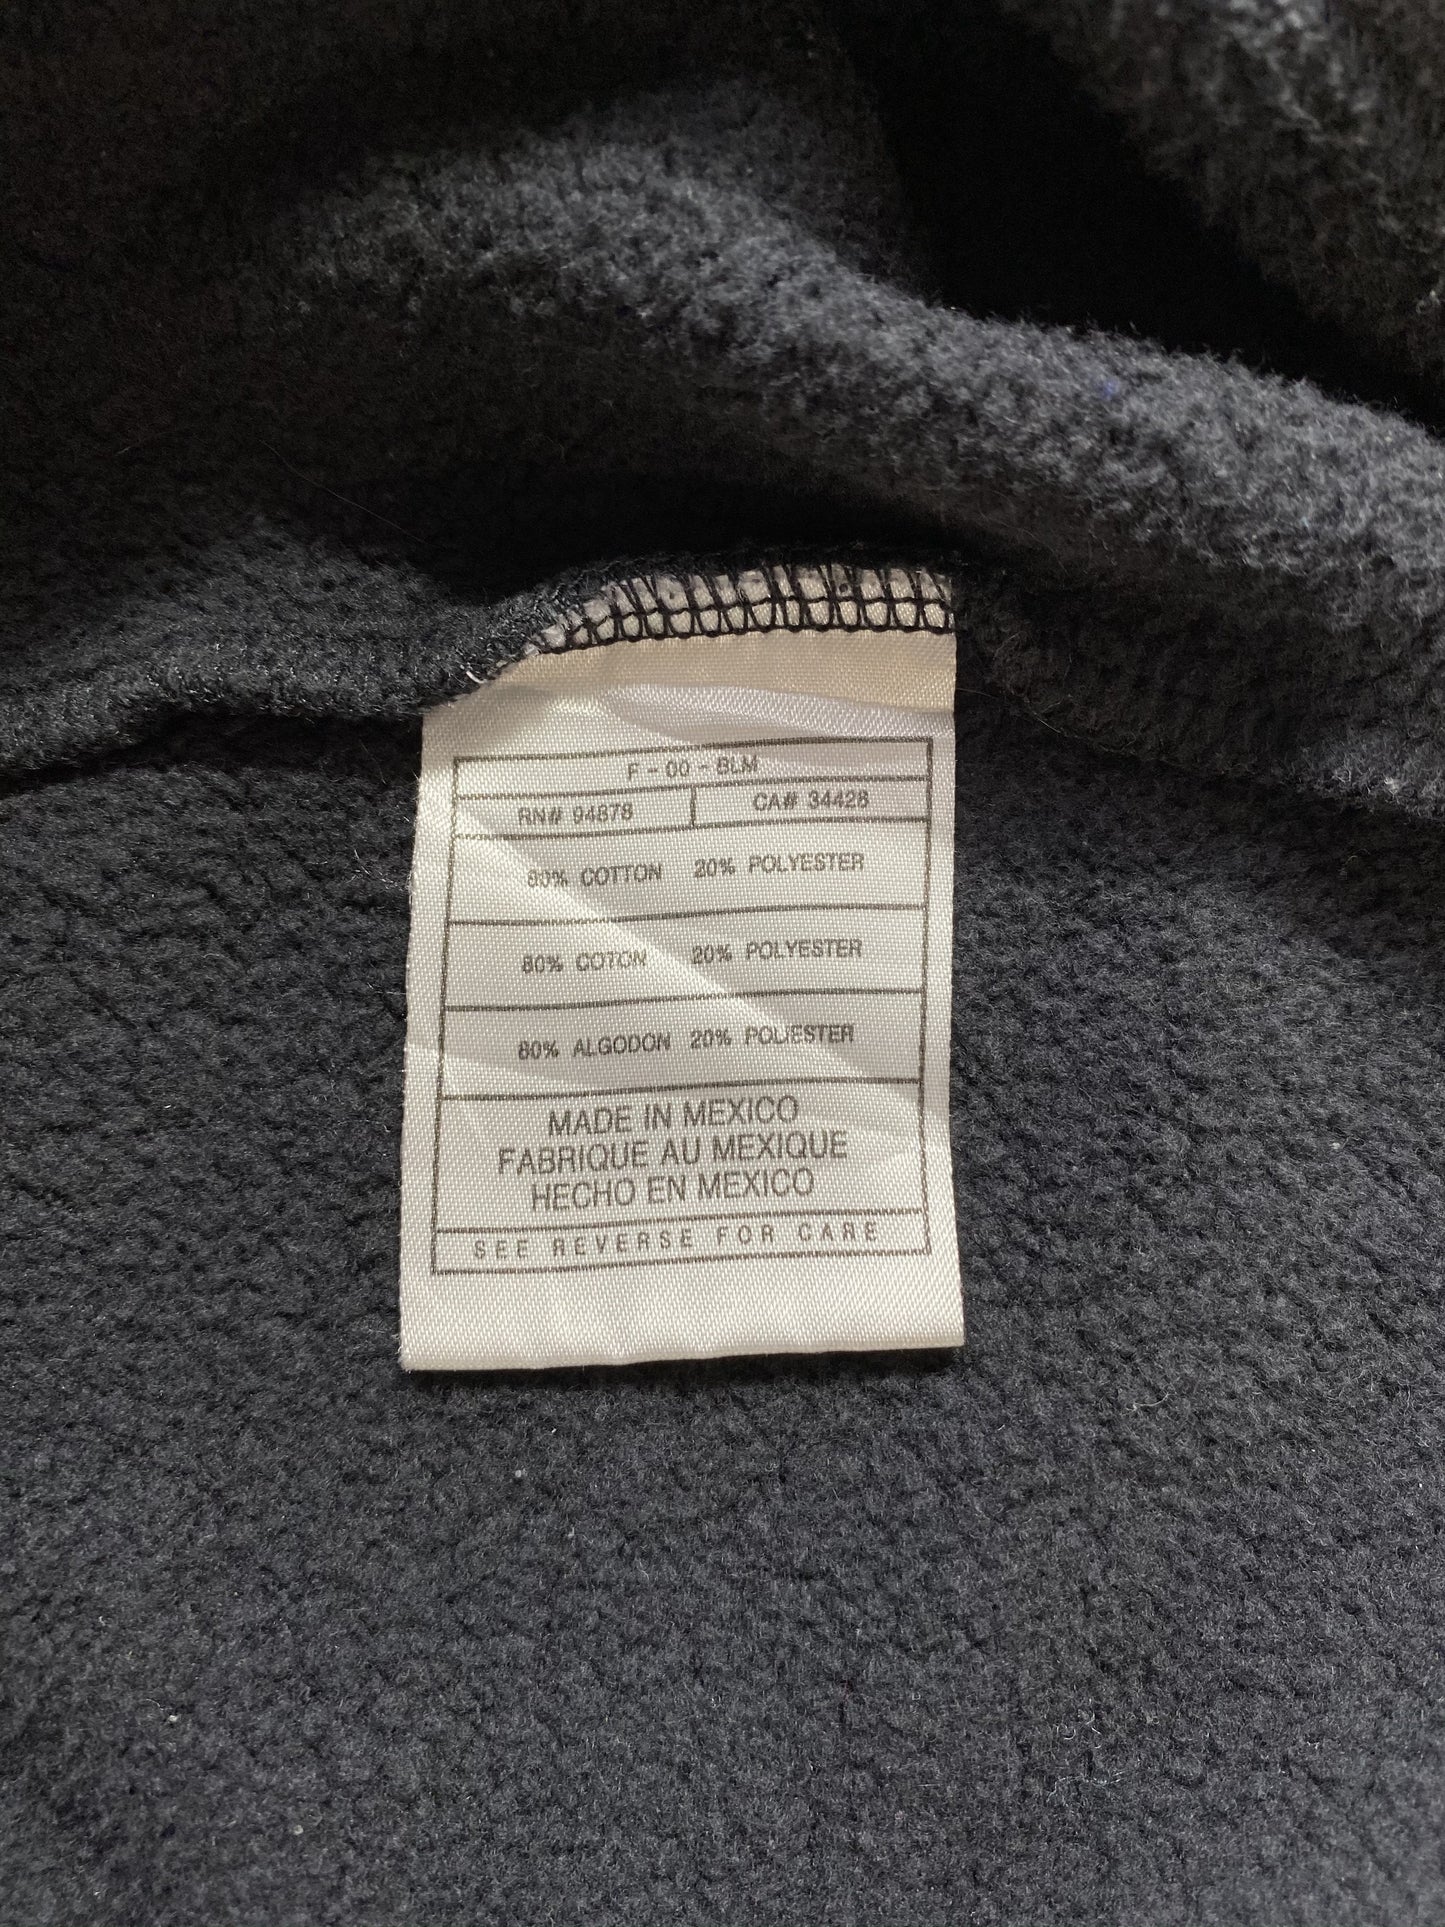 F - 00 - BLM
RN# 94878 CA# 34428
80% COTTON 20% POLYESTER
80% COTON 20% POLYESTER
80% ALGODON 20% POLIESTER
MADE IN MEXICO
FABRIQUE AU MEXIQUE
HECHO EN MEXICO
SEE REVERSE FOR CARE